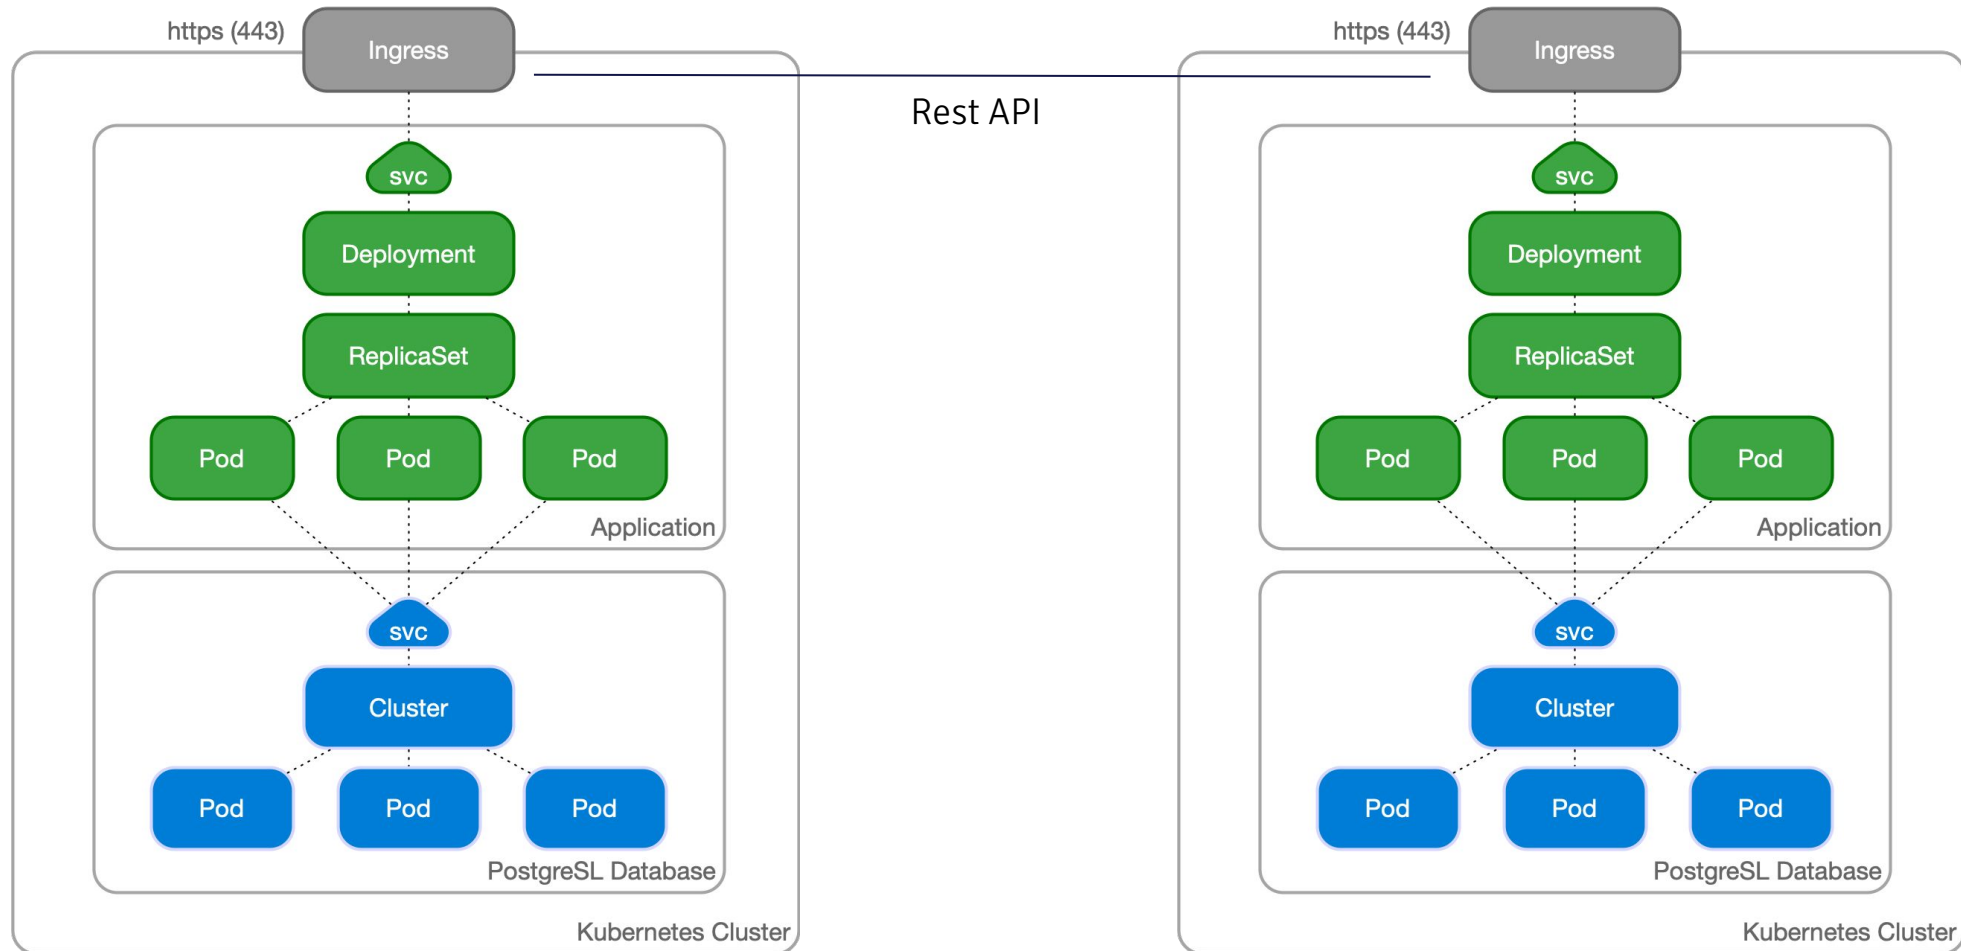 https (443)
Ingress
svc
Deployment
ReplicaSet
Pod Pod Pod
Application
svc
Cluster
Pod Pod Pod
PostgreSL Database
Kubernetes Cluster
Rest API
https (443)
Ingress
svc
Deployment
ReplicaSet
Pod Pod Pod
Application
svc
Cluster
Pod Pod Pod
PostgreSL Database
Kubernetes Cluster